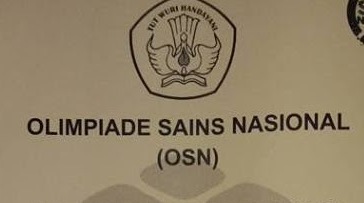 TUT WURI HANDAYANI
OLIMPIADE SAINS NASIONAL
(OSN)